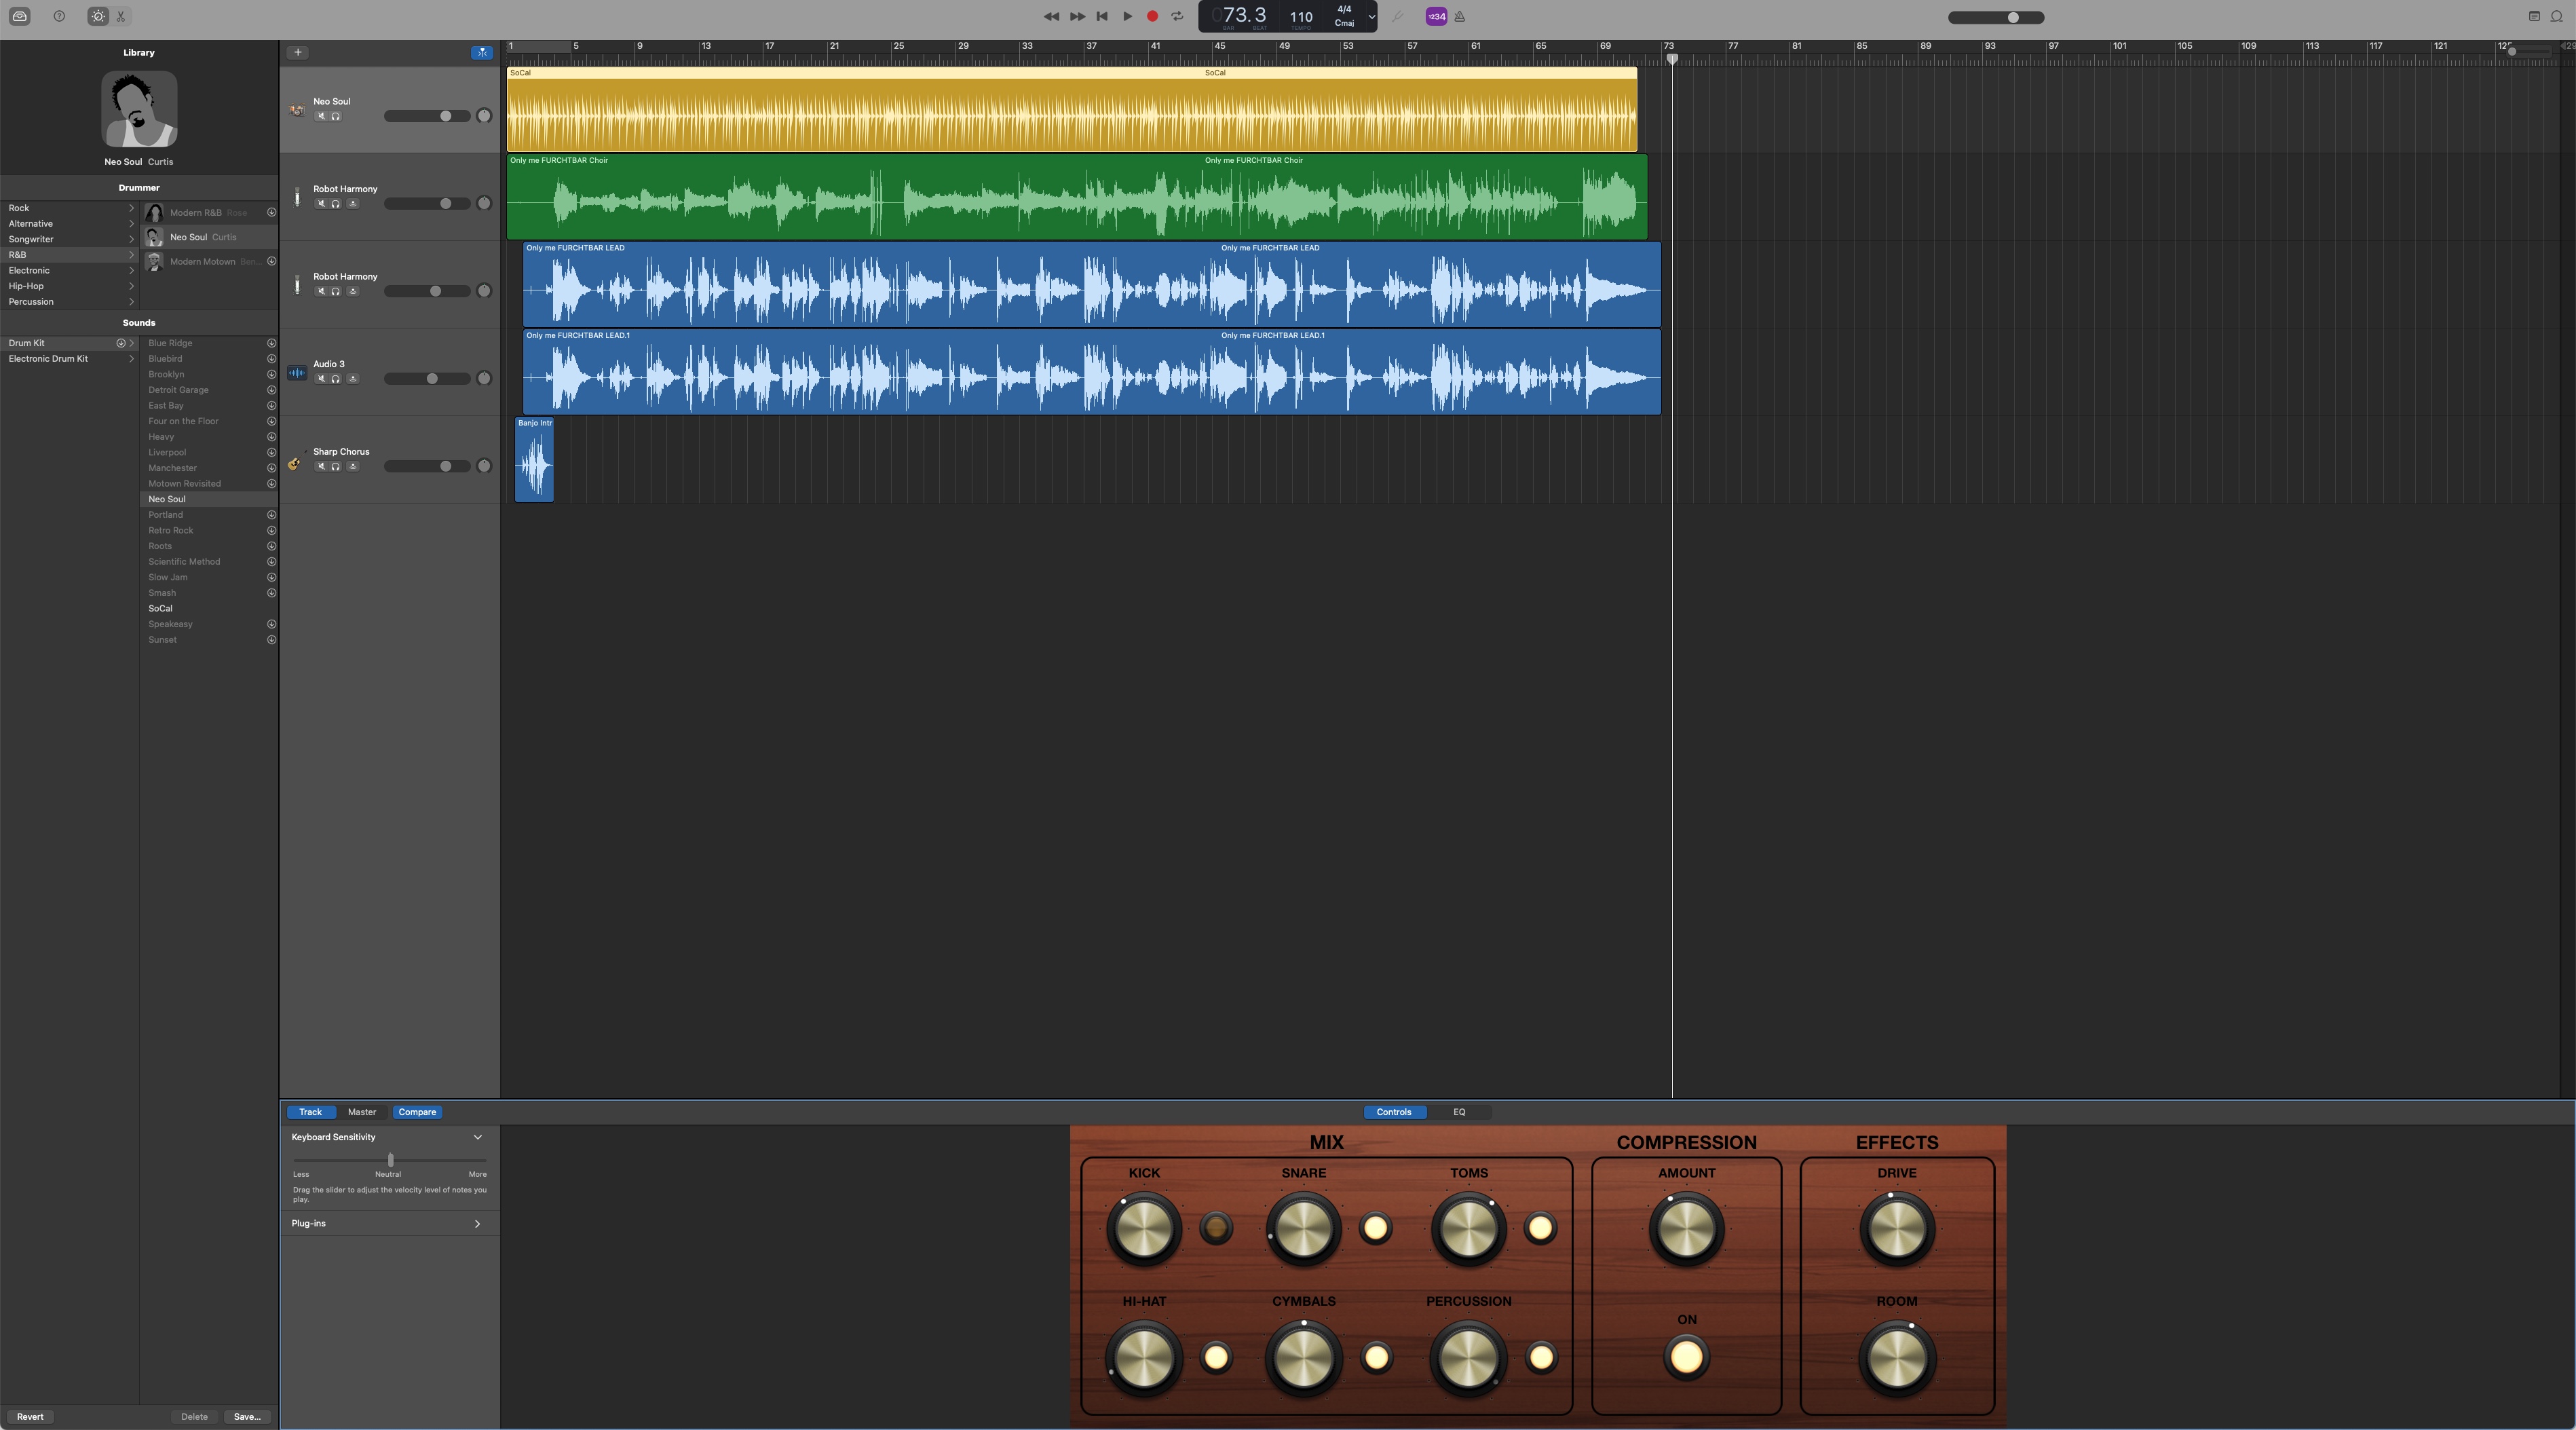 073.3
BAR
BEAT
110
TEMPO
4/4
Cmaj
1234
Library
Neo Soul Curtis
Drummer
Rock
Alternative
Songwriter
R&B
Electronic
Hip-Hop
Percussion
Modern R&B Rose
Neo Soul Curtis
Modern Motown Ben...
Sounds
Drum Kit
Electronic Drum Kit
Blue Ridge
Bluebird
Brooklyn
Detroit Garage
East Bay
Four on the Floor
Heavy
Liverpool
Manchester
Motown Revisited
Neo Soul
Portland
Retro Rock
Roots
Scientific Method
Slow Jam
Smash
SoCal
Speakeasy
Sunset
Revert
Delete
Save...
1 5 9 13 17 21 25 29 33 37 41 45 49 53 57 61 65 69 73 77 81 85 89 93 97 101 105 109 113 117 121
Neo Soul
SoCal SoCal
Robot Harmony
Only me FURCHTBAR Choir Only me FURCHTBAR Choir
Robot Harmony
Only me FURCHTBAR LEAD Only me FURCHTBAR LEAD
Audio 3
Only me FURCHTBAR LEAD.1 Only me FURCHTBAR LEAD.1
Sharp Chorus
Banjo Intr
Track
Master
Compare
Controls
EQ
Keyboard Sensitivity
Less Neutral More
Drag the slider to adjust the velocity level of notes you
play.
Plug-ins
MIX
KICK SNARE TOMS
HI-HAT CYMBALS PERCUSSION
COMPRESSION
AMOUNT
ON
EFFECTS
DRIVE
ROOM